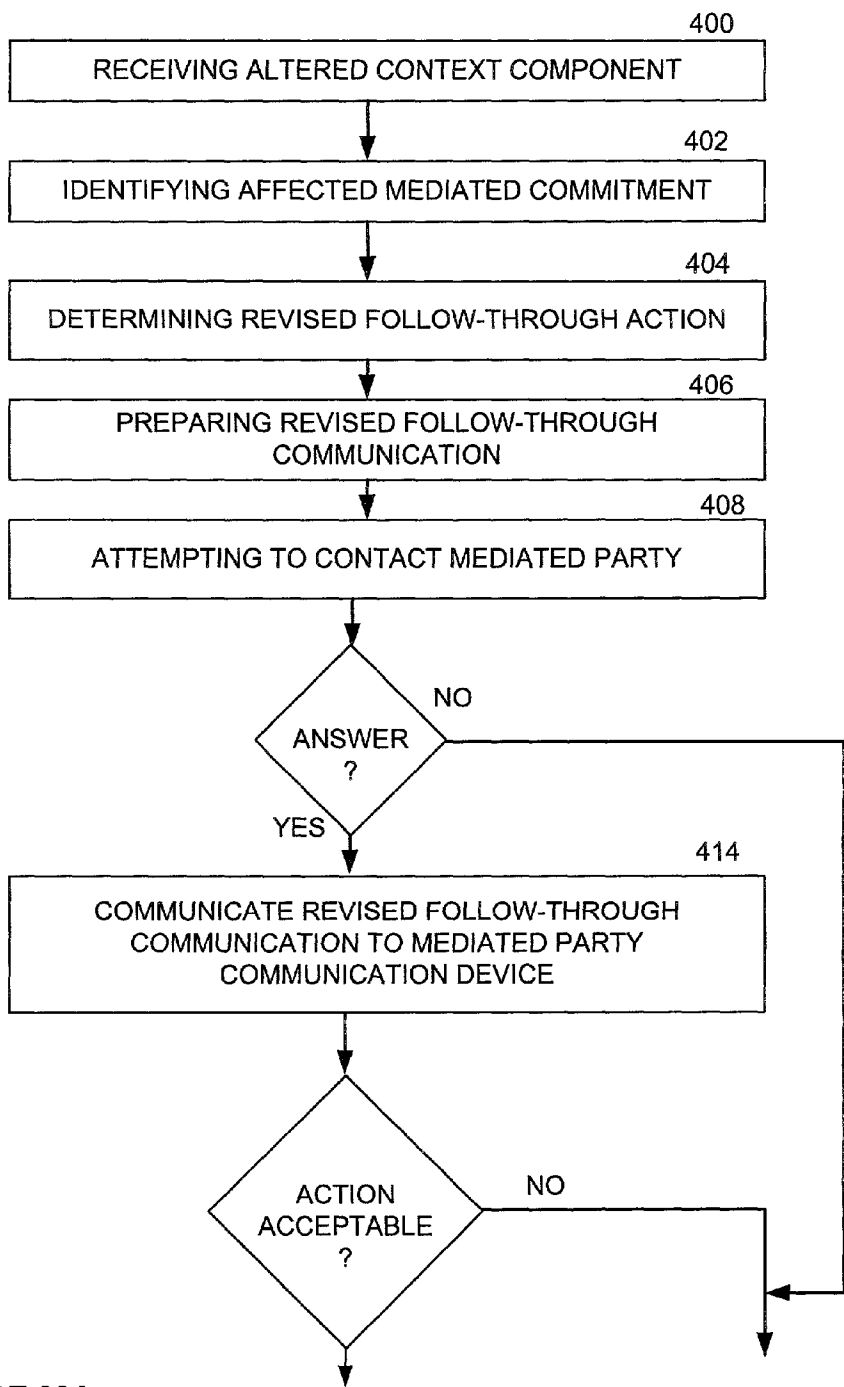 400
RECEIVING ALTERED CONTEXT COMPONENT
402
IDENTIFYING AFFECTED MEDIATED COMMITMENT
404
DETERMINING REVISED FOLLOW-THROUGH ACTION
406
PREPARING REVISED FOLLOW-THROUGH
COMMUNICATION
408
ATTEMPTING TO CONTACT MEDIATED PARTY
NO
ANSWER
?
YES
414
COMMUNICATE REVISED FOLLOW-THROUGH
COMMUNICATION TO MEDIATED PARTY
COMMUNICATION DEVICE
NO
ACTION
ACCEPTABLE
?